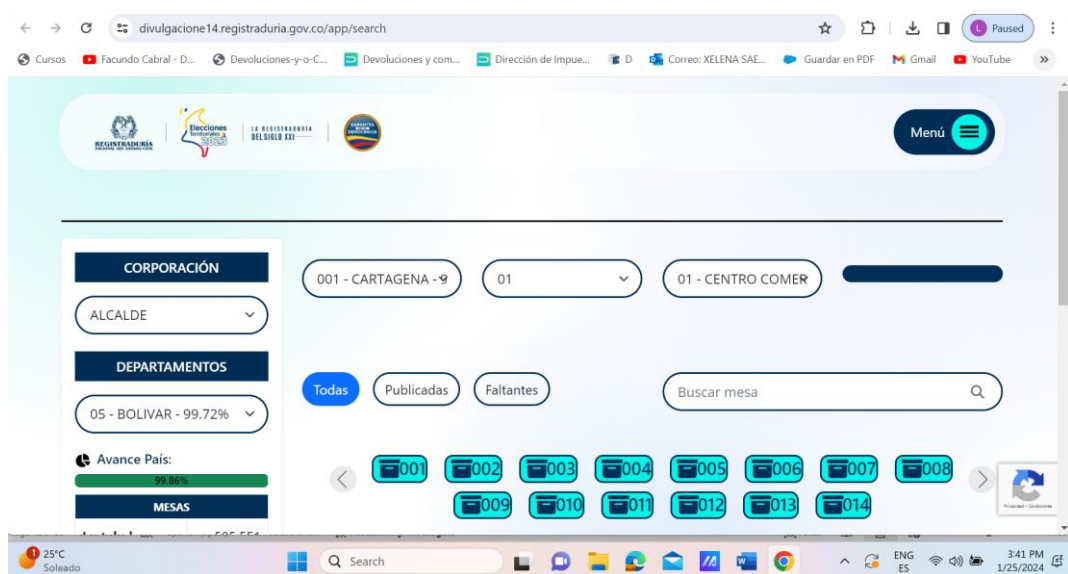 divulgacione14.registraduria.gov.co/app/search
L Paused
Cursos Facundo Cabral - D... Devoluciones-y-o-C... Devoluciones y com... Dirección de Impue... D Correo: XELENA SAE... Guardar en PDF Gmail YouTube »
REGISTRADURÍA
Elecciones
Territoriales
2023
LA REGISTRADURÍA
DEL SIGLO XXI
Menú
CORPORACIÓN
ALCALDE
DEPARTAMENTOS
05 - BOLIVAR - 99.72%
Avance País:
99.86%
MESAS
001 - CARTAGENA - 9
01
01 - CENTRO COMER
Todas Publicadas Faltantes
Buscar mesa
001 002 003 004 005 006 007 008
009 010 011 012 013 014
Privacidad - Condiciones
1
25°C
Soleado
Search
ENG
ES
3:41 PM
1/25/2024